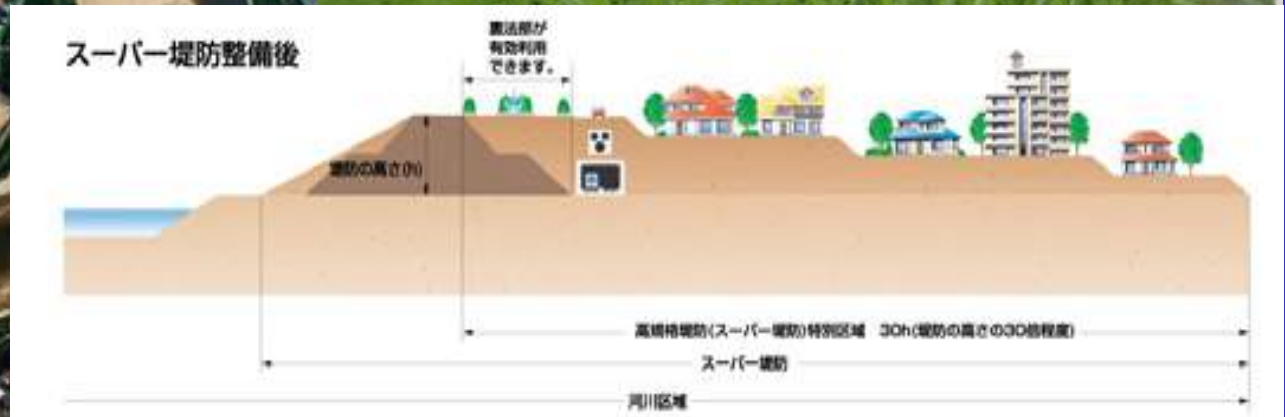 スーパー堤防整備後
裏法部が
有効利用
できます。
堤防の高さ(h)
高規格堤防(スーパー堤防)特別区域 30h(堤防の高さの30倍程度)
スーパー堤防
河川区域